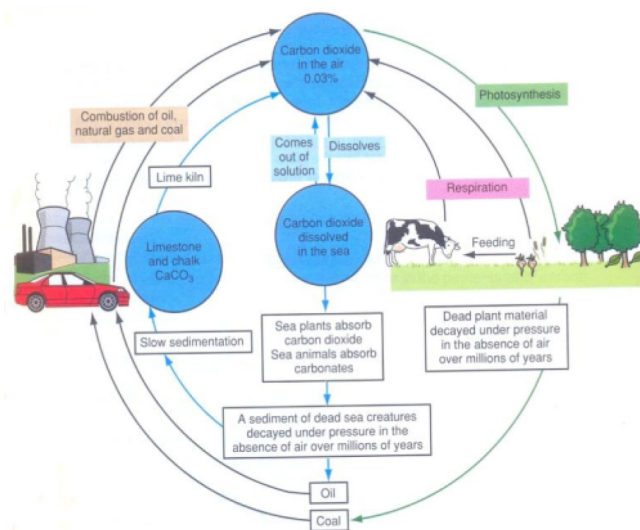 Carbon dioxide
in the air
0.03%
Photosynthesis
Combustion of oil,
natural gas and coal
Comes
out of
solution
Dissolves
Lime kiln
Respiration
Carbon dioxide
dissolved
in the sea
Feeding
Limestone
and chalk
CaCO₃
Sea plants absorb
carbon dioxide
Sea animals absorb
carbonates
Dead plant material
decayed under pressure
in the absence of air
over millions of years
Slow sedimentation
A sediment of dead sea creatures
decayed under pressure in the
absence of air over millions of years
Oil
Coal